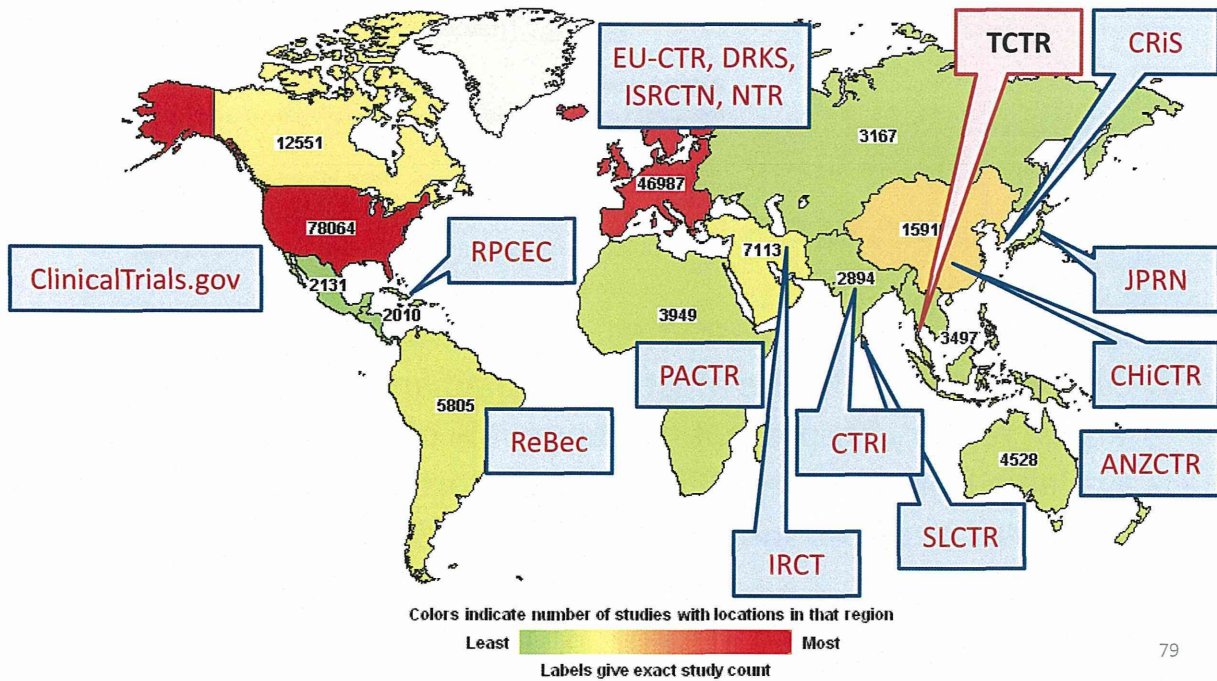 EU-CTR, DRKS,
ISRCTN, NTR
TCTR
CRiS
12551
3167
46987
78064
ClinicalTrials.gov
RPCEC
2131
2010
7113
2894
JPRN
3949
3497
PACTR
CHiCTR
5805
ReBec
CTRI
4528
ANZCTR
SLCTR
IRCT
Colors indicate number of studies with locations in that region
Least
Most
Labels give exact study count
79